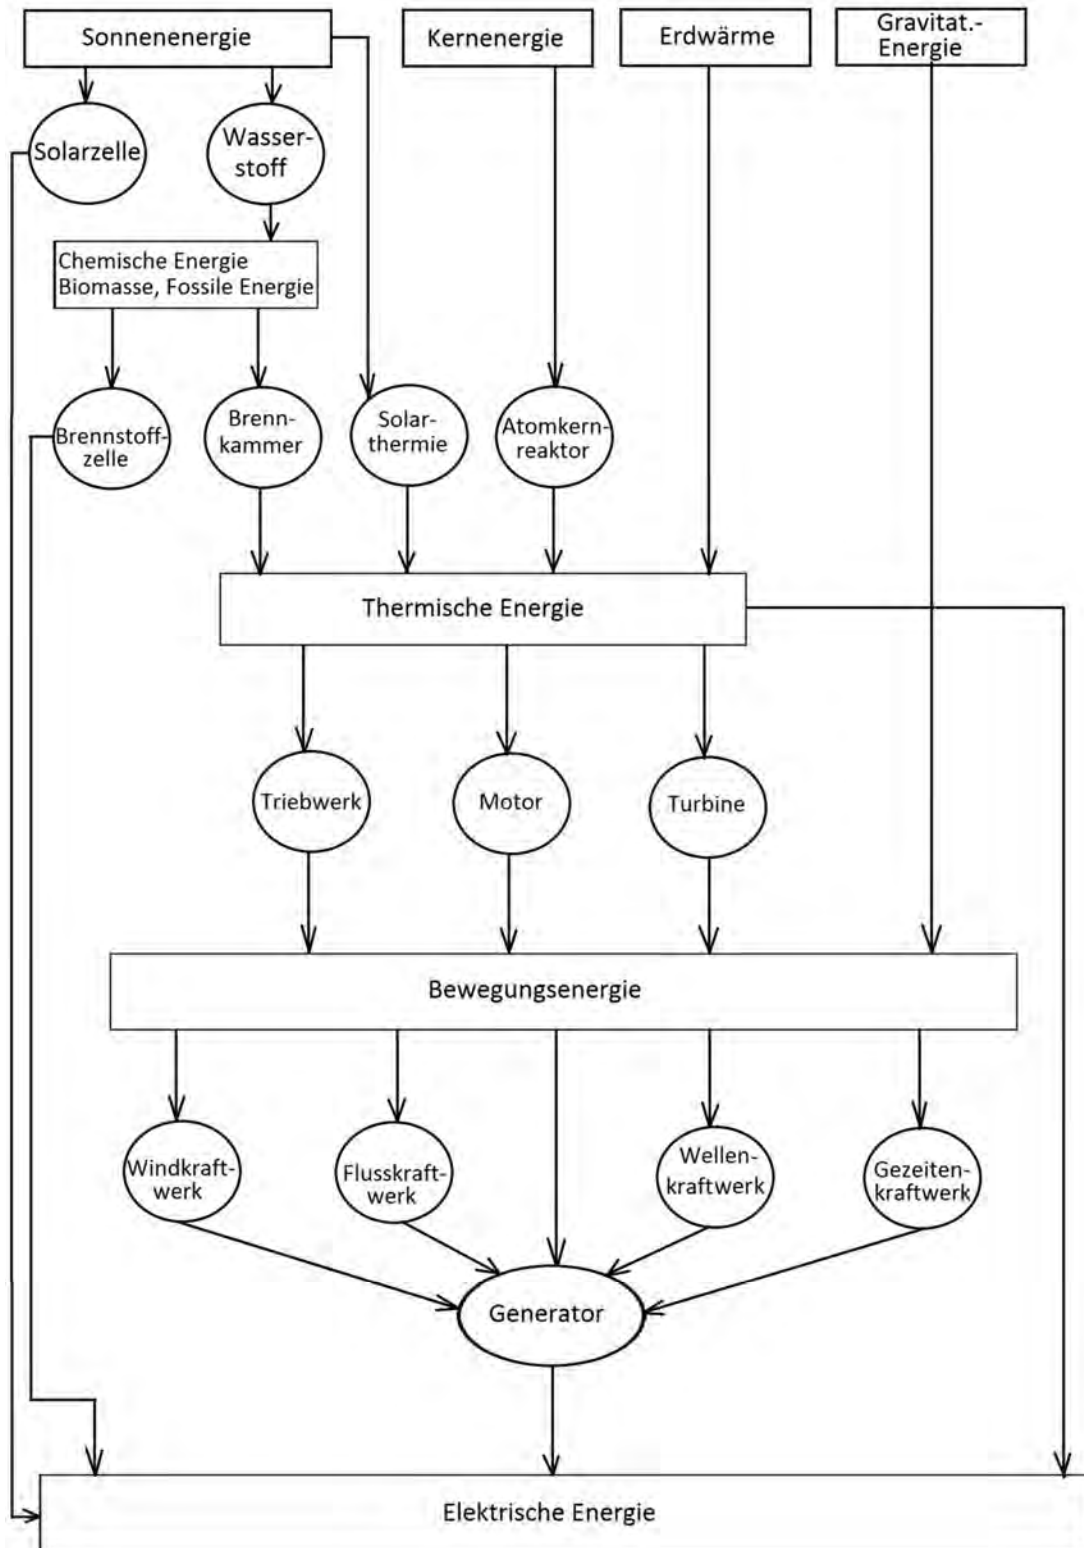 Sonnenenergie
Kernenergie
Erdwärme
Gravitat.-
Energie
Solarzelle
Wasser-
stoff
Chemische Energie
Biomasse, Fossile Energie
Brennstoff-
zelle
Brenn-
kammer
Solar-
thermie
Atomkern-
reaktor
Thermische Energie
Triebwerk
Motor
Turbine
Bewegungsenergie
Windkraft-
werk
Flusskraft-
werk
Wellen-
kraftwerk
Gezeiten-
kraftwerk
Generator
Elektrische Energie